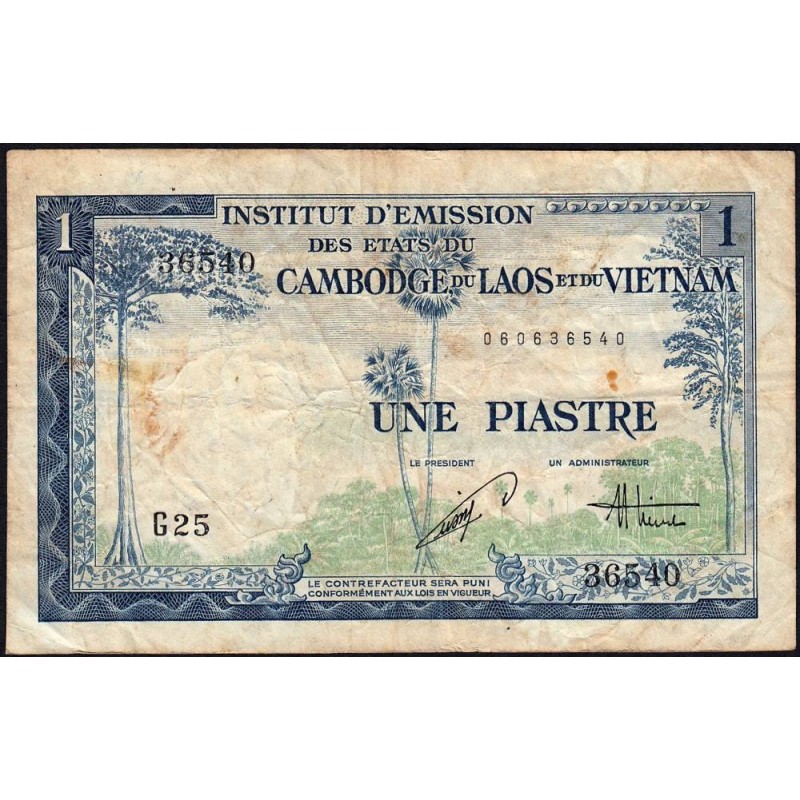 1 INSTITUT D'EMISSION 1
DES ETATS DU
36540
CAMBODGE DU LAOS ET DU VIETNAM
060636540
UNE PIASTRE
LE PRESIDENT UN ADMINISTRATEUR
G25
36540
LE CONTREFACTEUR SERA PUNI
CONFORMÉMENT AUX LOIS EN VIGUEUR